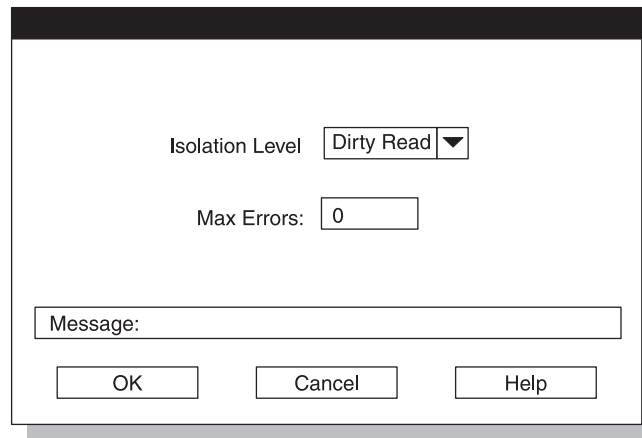 Isolation Level Dirty Read
Max Errors: 0
Message:
OK Cancel Help